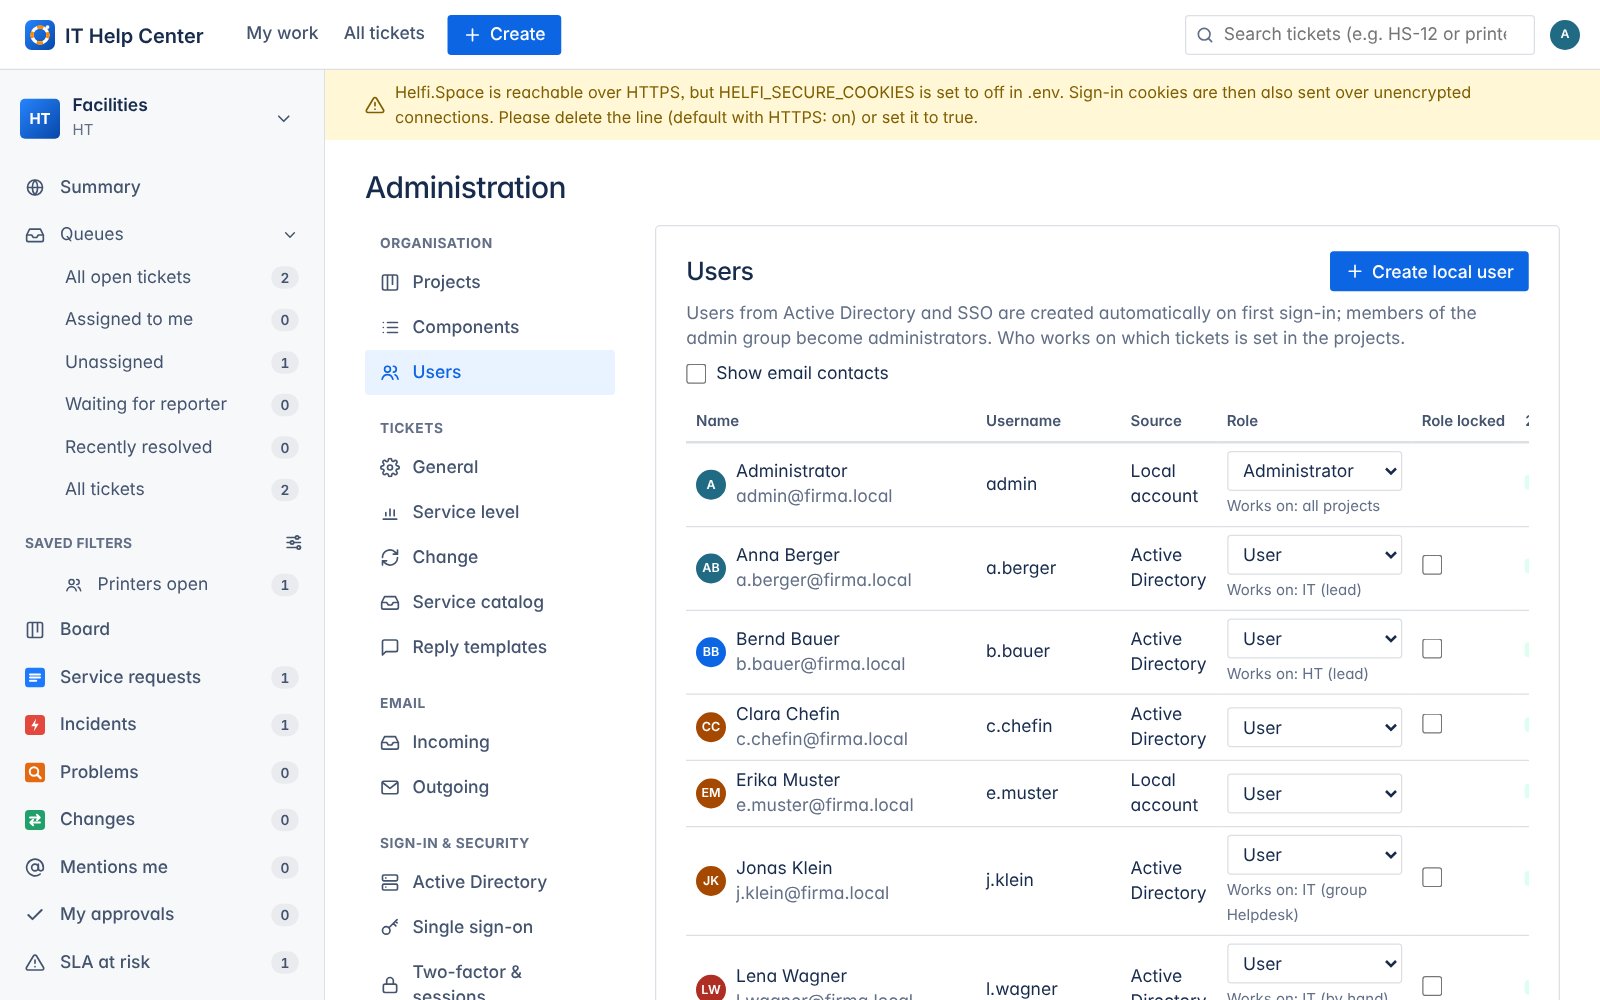 IT Help Center
My work
All tickets
Create
Search tickets (e.g. HS-12 or printe
A
HT
Facilities
HT
Summary
Queues
All open tickets 2
Assigned to me 0
Unassigned 1
Waiting for reporter 0
Recently resolved 0
All tickets 2
SAVED FILTERS
Printers open 1
Board
Service requests 1
Incidents 1
Problems 0
Changes 0
Mentions me 0
My approvals 0
SLA at risk 1
Helfi.Space is reachable over HTTPS, but HELFI_SECURE_COOKIES is set to off in .env. Sign-in cookies are then also sent over unencrypted
connections. Please delete the line (default with HTTPS: on) or set it to true.
Administration
ORGANISATION
Projects
Components
Users
TICKETS
General
Service level
Change
Service catalog
Reply templates
EMAIL
Incoming
Outgoing
SIGN-IN & SECURITY
Active Directory
Single sign-on
Two-factor &
sessions
Users
Create local user
Users from Active Directory and SSO are created automatically on first sign-in; members of the
admin group become administrators. Who works on which tickets is set in the projects.
Show email contacts
Name Username Source Role Role locked
A Administrator admin@firma.local admin Local account Administrator
Works on: all projects
AB Anna Berger a.berger@firma.local a.berger Active Directory User
Works on: IT (lead)
BB Bernd Bauer b.bauer@firma.local b.bauer Active Directory User
Works on: HT (lead)
CC Clara Chefin c.chefin@firma.local c.chefin Active Directory User
EM Erika Muster e.muster@firma.local e.muster Local account User
JK Jonas Klein j.klein@firma.local j.klein Active Directory User
Works on: IT (group
Helpdesk)
LW Lena Wagner l.wagner@firma.local l.wagner Active Directory User
Works on: IT (by hand)